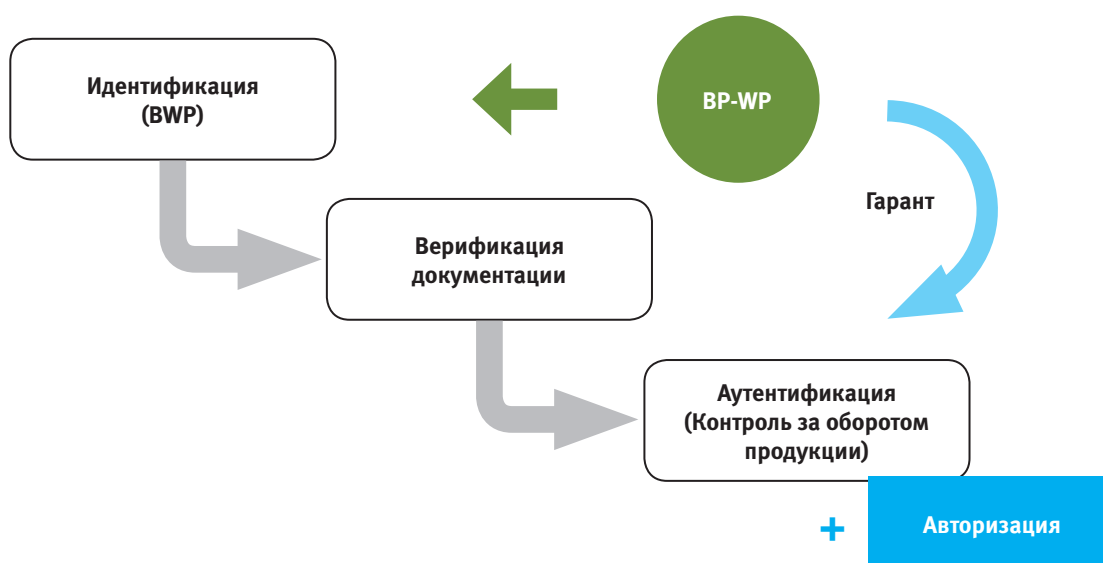 Идентификация
(BWP)
BP-WP
Гарант
Верификация
документации
Аутентификация
(Контроль за оборотом
продукции)
+
Авторизация